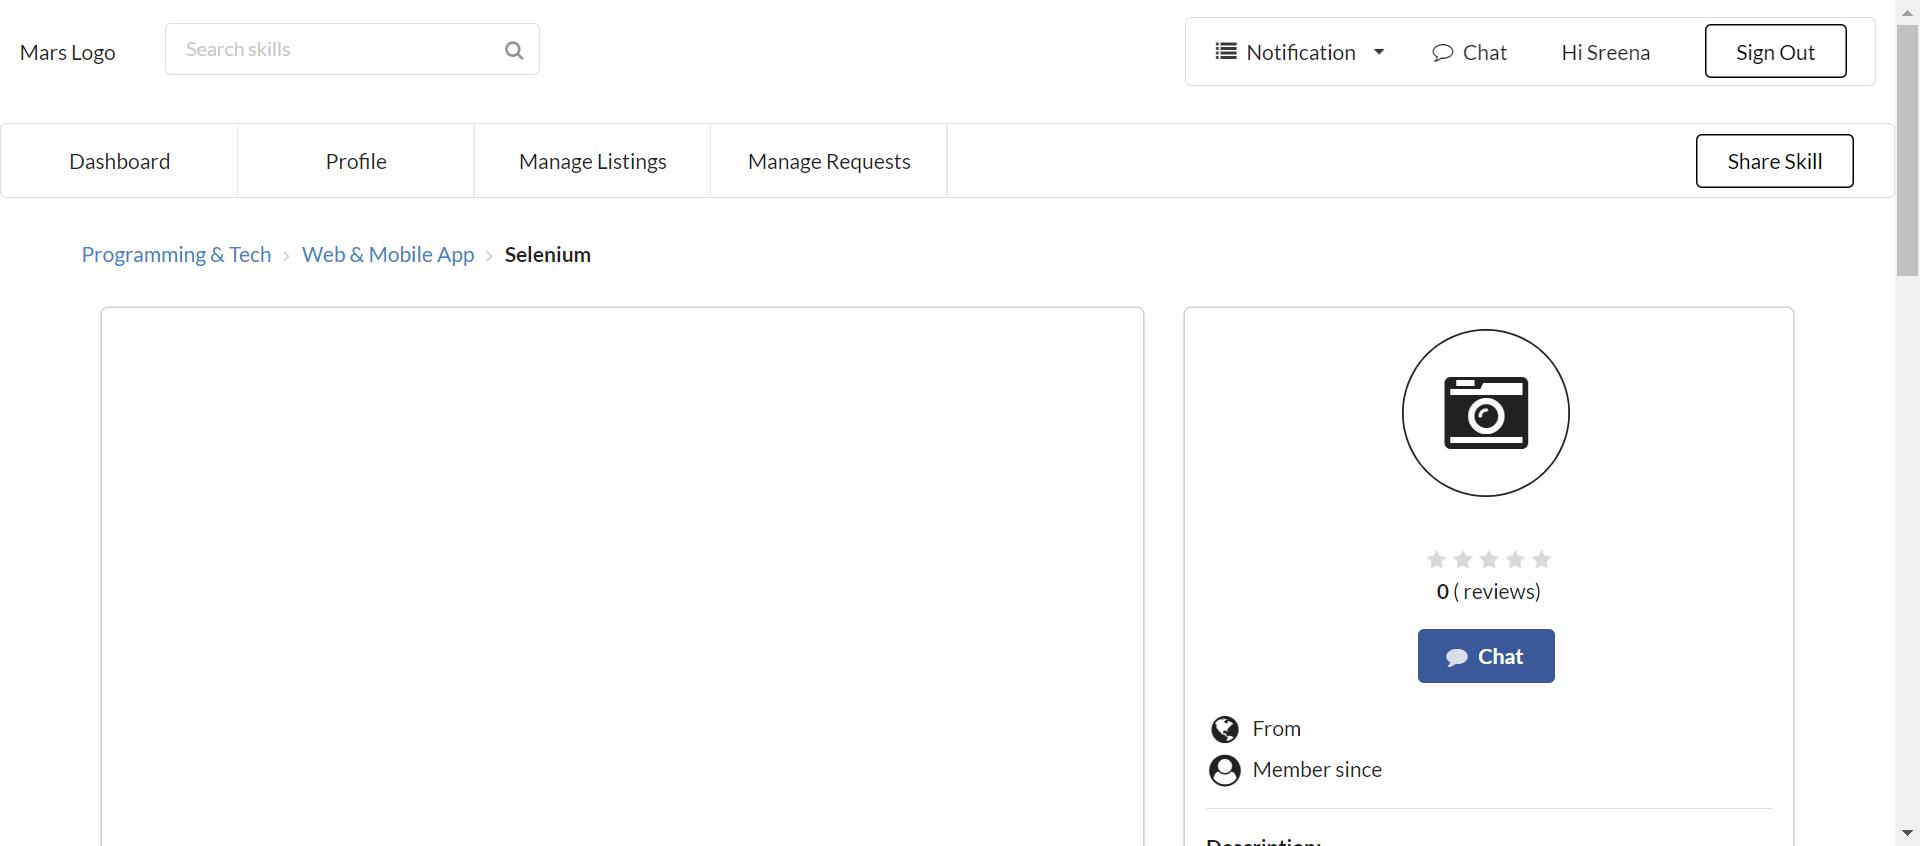 Mars Logo
Search skills
Notification
Chat
Hi Sreena
Sign Out
Dashboard
Profile
Manage Listings
Manage Requests
Share Skill
Programming & Tech › Web & Mobile App › Selenium
0 ( reviews)
Chat
From
Member since
Description: